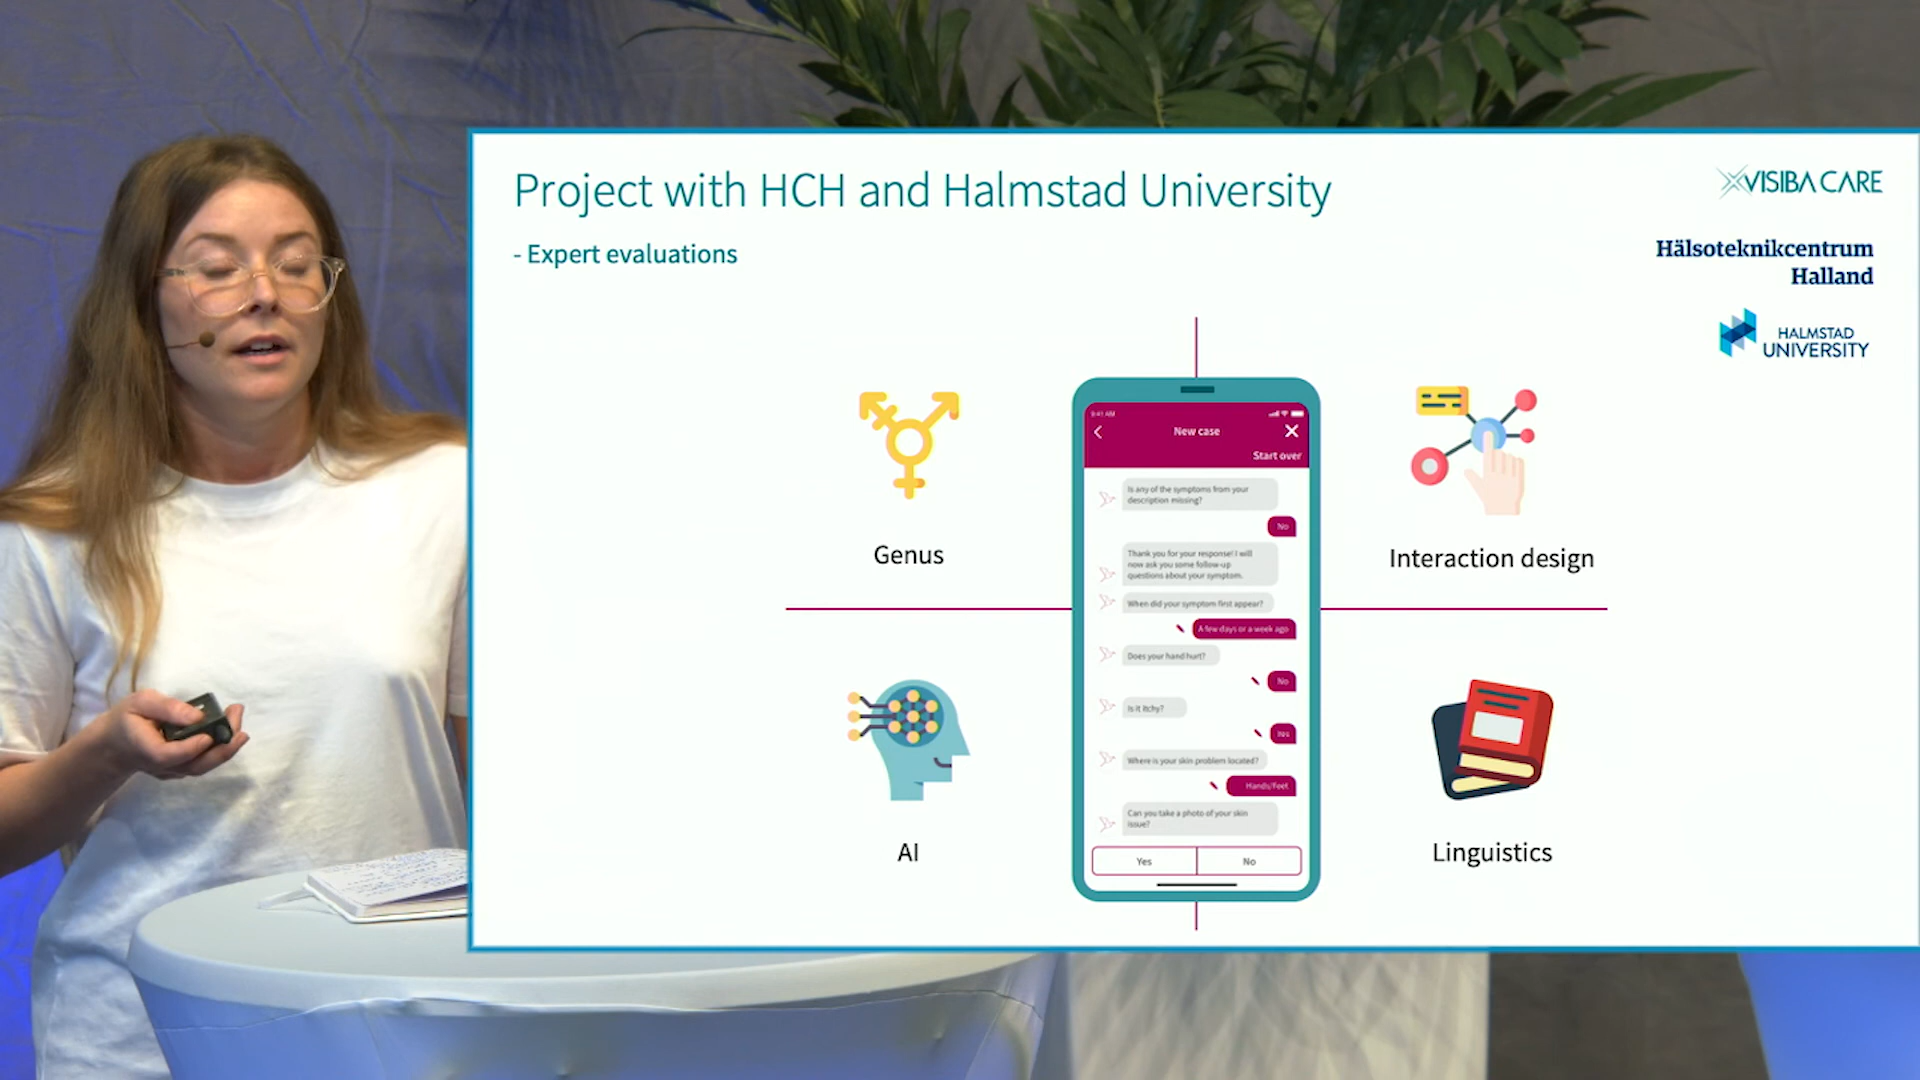 Project with HCH and Halmstad University
- Expert evaluations
VISIBA CARE
Hälsoteknikcentrum
Halland
HALMSTAD
UNIVERSITY
Genus
Interaction design
AI
Linguistics
9:41 AM
New case
Start over
Is any of the symptoms from your
description missing?
No
Thank you for your response! I will
now ask you some follow-up
questions about your symptom.
When did your symptom first appear?
A few days or a week ago
Does your hand hurt?
No
Is it itchy?
Yes
Where is your skin problem located?
Hands/Feet
Can you take a photo of your skin
issue?
Yes
No